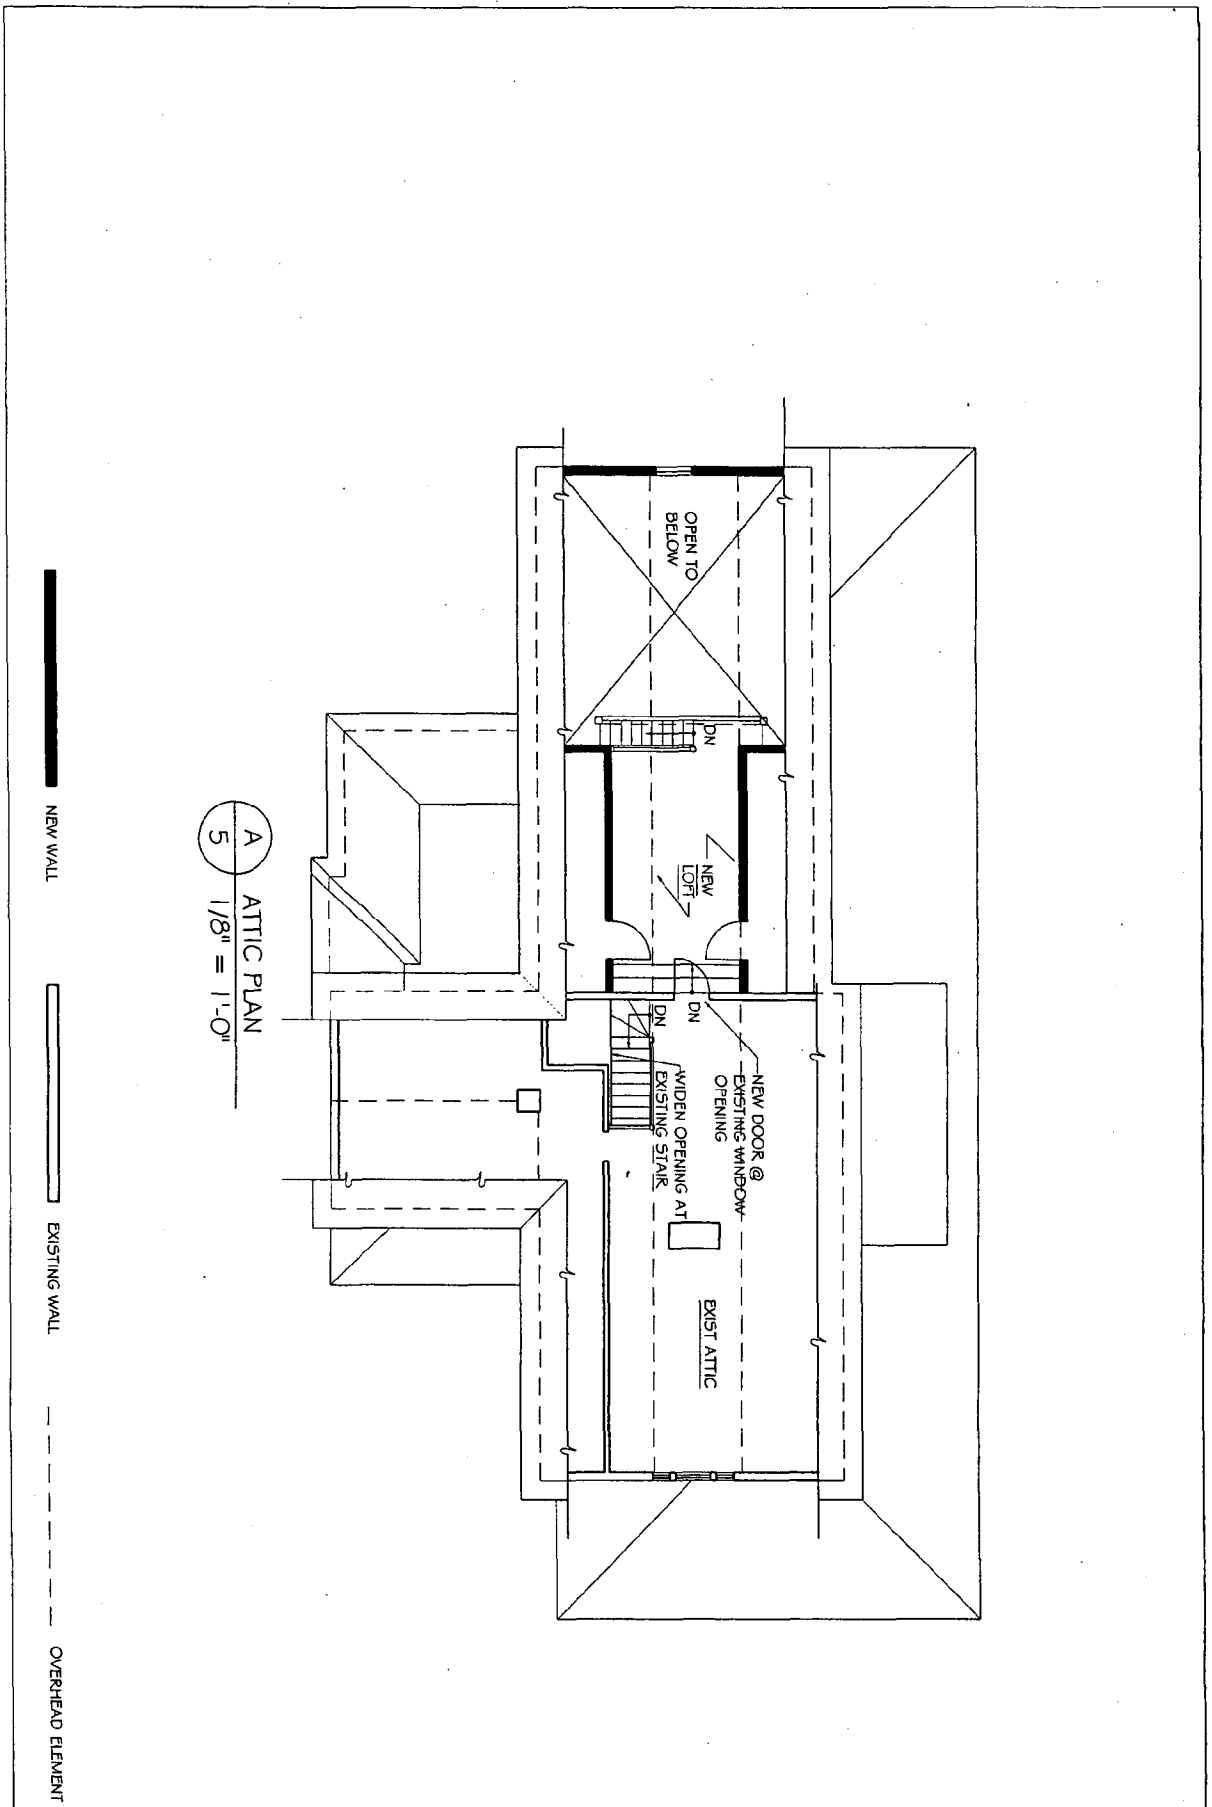 OPEN TO
BELOW
DN
NEW
LOFT
DN
DN
NEW DOOR @
EXISTING WINDOW
OPENING
WIDEN OPENING AT
EXISTING STAIR
EXIST ATTIC
A
5
ATTIC PLAN
1/8" = 1'-0"
NEW WALL
EXISTING WALL
OVERHEAD ELEMENT